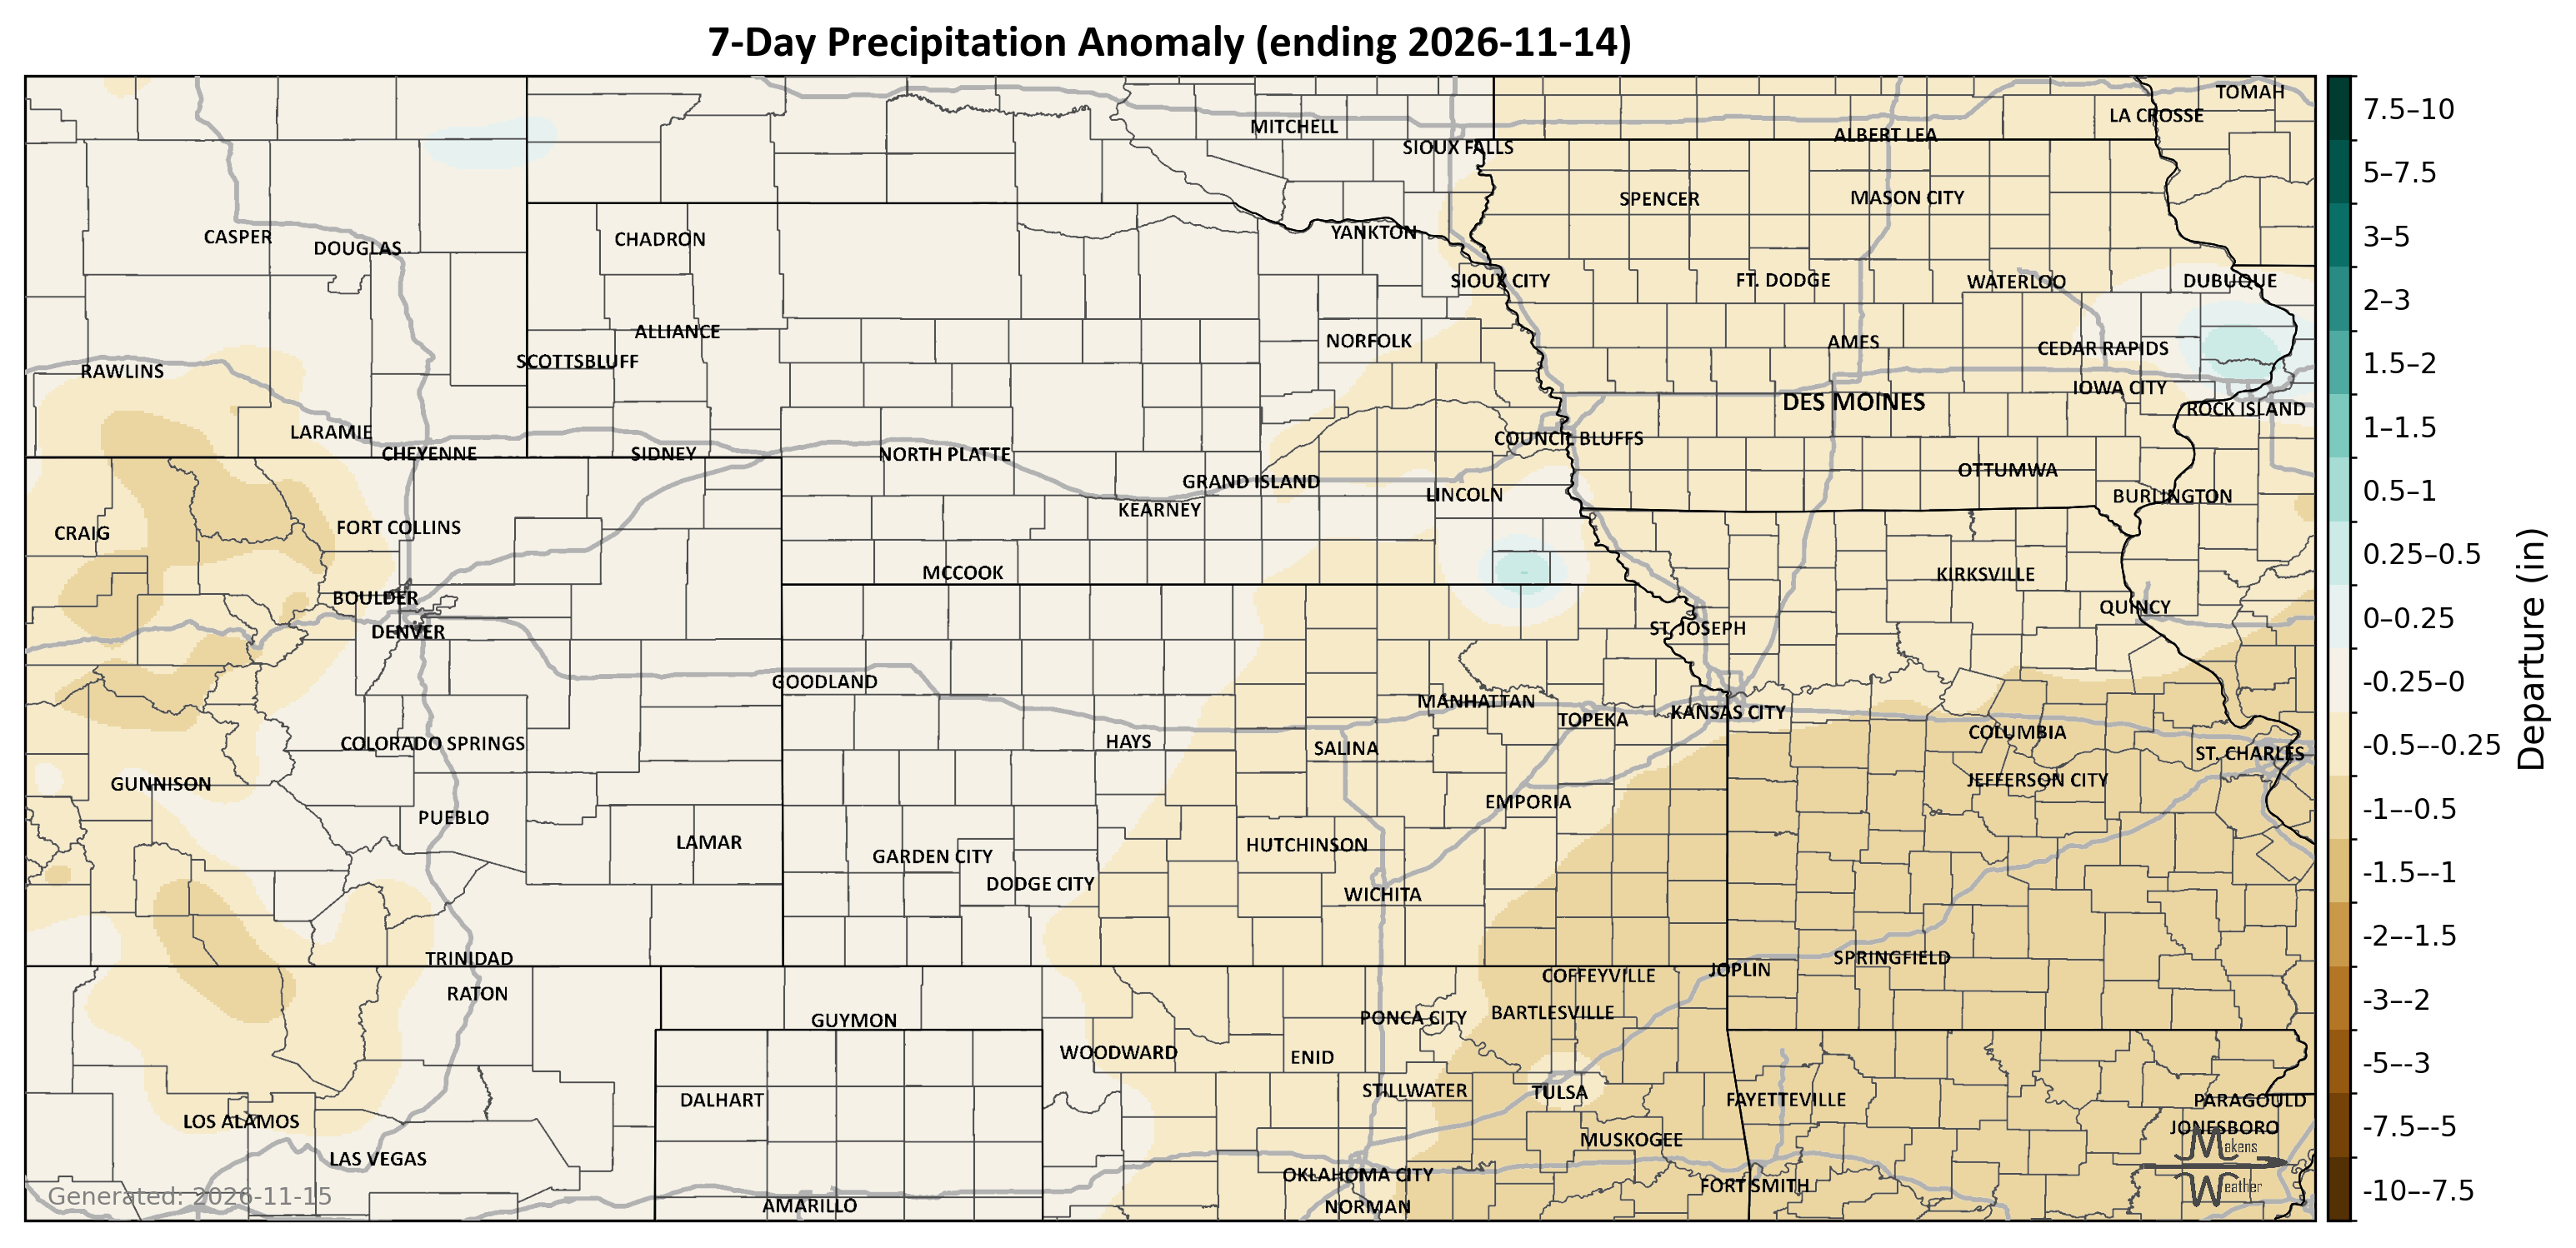 7-Day Precipitation Anomaly (ending 2026-11-14)
TOMAH
LA CROSSE
MITCHELL
ALBERT LEA
SIOUX FALLS
SPENCER
MASON CITY
CASPER
DOUGLAS
CHADRON
YANKTON
SIOUX CITY
FT. DODGE
WATERLOO
DUBUQUE
ALLIANCE
NORFOLK
AMES
CEDAR RAPIDS
SCOTTSBLUFF
RAWLINS
IOWA CITY
DES MOINES
ROCK ISLAND
LARAMIE
COUNCIL BLUFFS
CHEYENNE
SIDNEY
NORTH PLATTE
OTTUMWA
GRAND ISLAND
LINCOLN
BURLINGTON
KEARNEY
CRAIG
FORT COLLINS
MCCOOK
KIRKSVILLE
BOULDER
QUINCY
DENVER
ST. JOSEPH
GOODLAND
MANHATTAN
TOPEKA
KANSAS CITY
COLUMBIA
COLORADO SPRINGS
HAYS
SALINA
ST. CHARLES
GUNNISON
JEFFERSON CITY
EMPORIA
PUEBLO
LAMAR
HUTCHINSON
GARDEN CITY
DODGE CITY
WICHITA
TRINIDAD
SPRINGFIELD
JOPLIN
COFFEYVILLE
RATON
BARTLESVILLE
GUYMON
PONCA CITY
WOODWARD
ENID
STILLWATER
TULSA
DALHART
FAYETTEVILLE
PARAGOULD
LOS ALAMOS
JONESBORO
MUSKOGEE
LAS VEGAS
OKLAHOMA CITY
FORT SMITH
AMARILLO
NORMAN
Generated: 2026-11-15
Makens
Weather
7.5–10
5–7.5
3–5
2–3
1.5–2
1–1.5
0.5–1
0.25–0.5
0–0.25
-0.25–0
-0.5–-0.25
-1–-0.5
-1.5–-1
-2–-1.5
-3–-2
-5–-3
-7.5–-5
-10–-7.5
Departure (in)